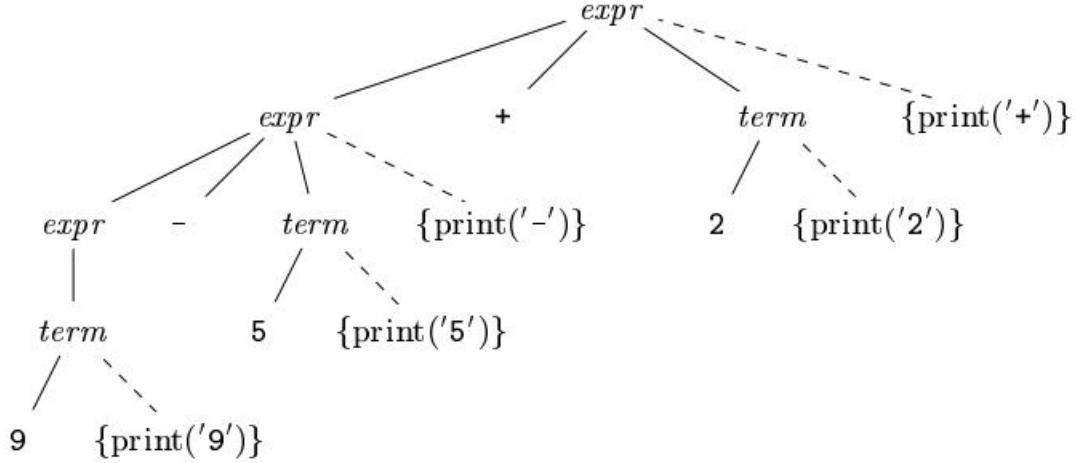 expr
expr + term {print('+')}
expr - term {print('-')} 2 {print('2')}
term 5 {print('5')}
9 {print('9')}